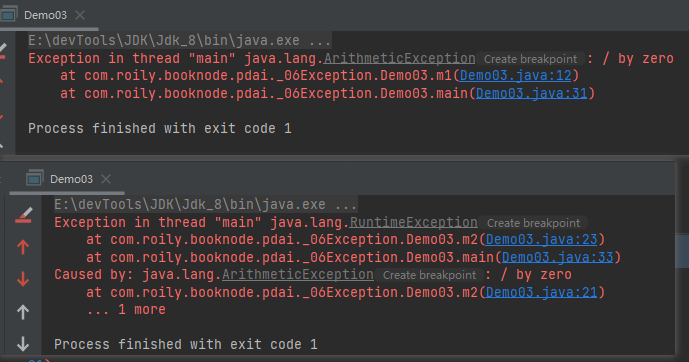 Demo03
E:\devTools\JDK\Jdk_8\bin\java.exe ...
Exception in thread "main" java.lang.ArithmeticException Create breakpoint : / by zero
at com.roily.booknode.pdai._06Exception.Demo03.m1(Demo03.java:12)
at com.roily.booknode.pdai._06Exception.Demo03.main(Demo03.java:31)
Process finished with exit code 1
Demo03
E:\devTools\JDK\Jdk_8\bin\java.exe ...
Exception in thread "main" java.lang.RuntimeException Create breakpoint
at com.roily.booknode.pdai._06Exception.Demo03.m2(Demo03.java:23)
at com.roily.booknode.pdai._06Exception.Demo03.main(Demo03.java:33)
Caused by: java.lang.ArithmeticException Create breakpoint : / by zero
at com.roily.booknode.pdai._06Exception.Demo03.m2(Demo03.java:21)
... 1 more
Process finished with exit code 1